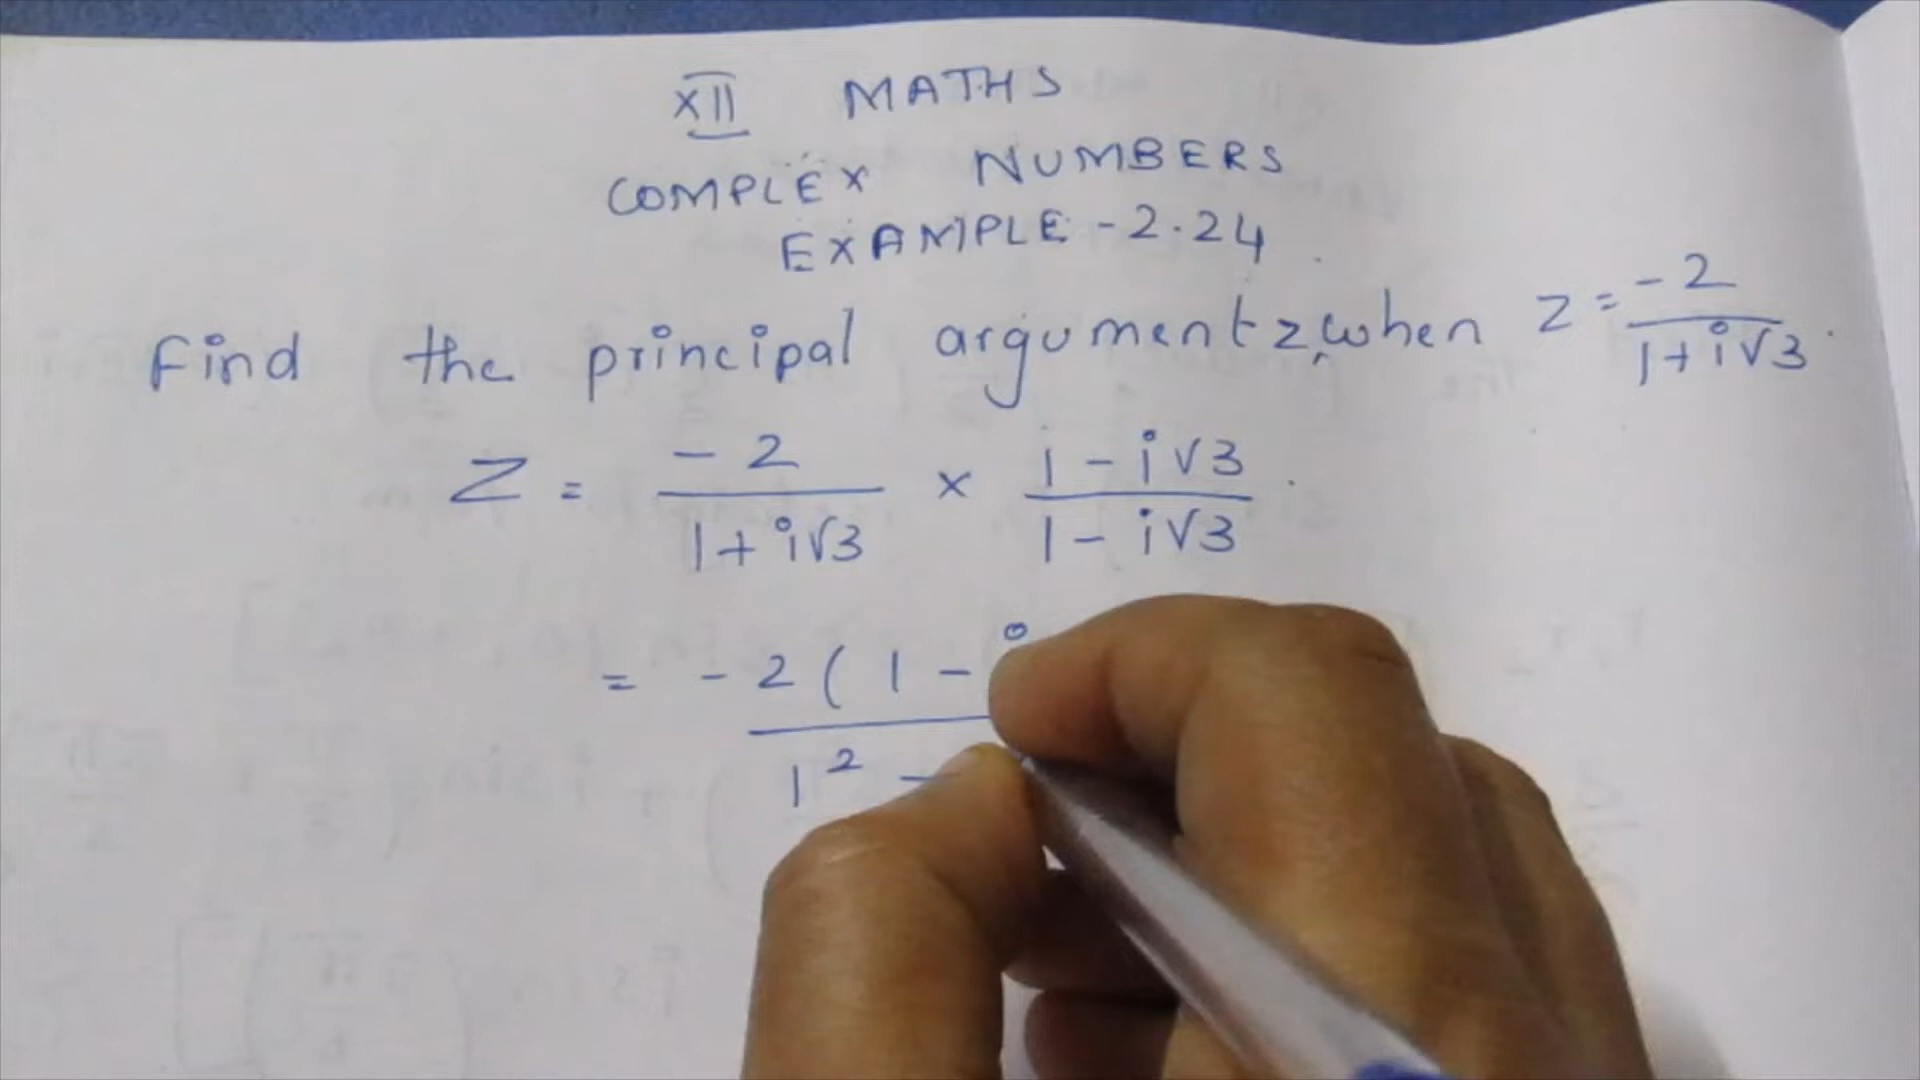 XII MATHS
COMPLEX NUMBERS
EXAMPLE - 2.24
Find the principal argument z, when z = -2 / 1+i√3.
Z = -2 / 1+i√3 × 1-i√3 / 1-i√3.
= -2(1-i / 1² -